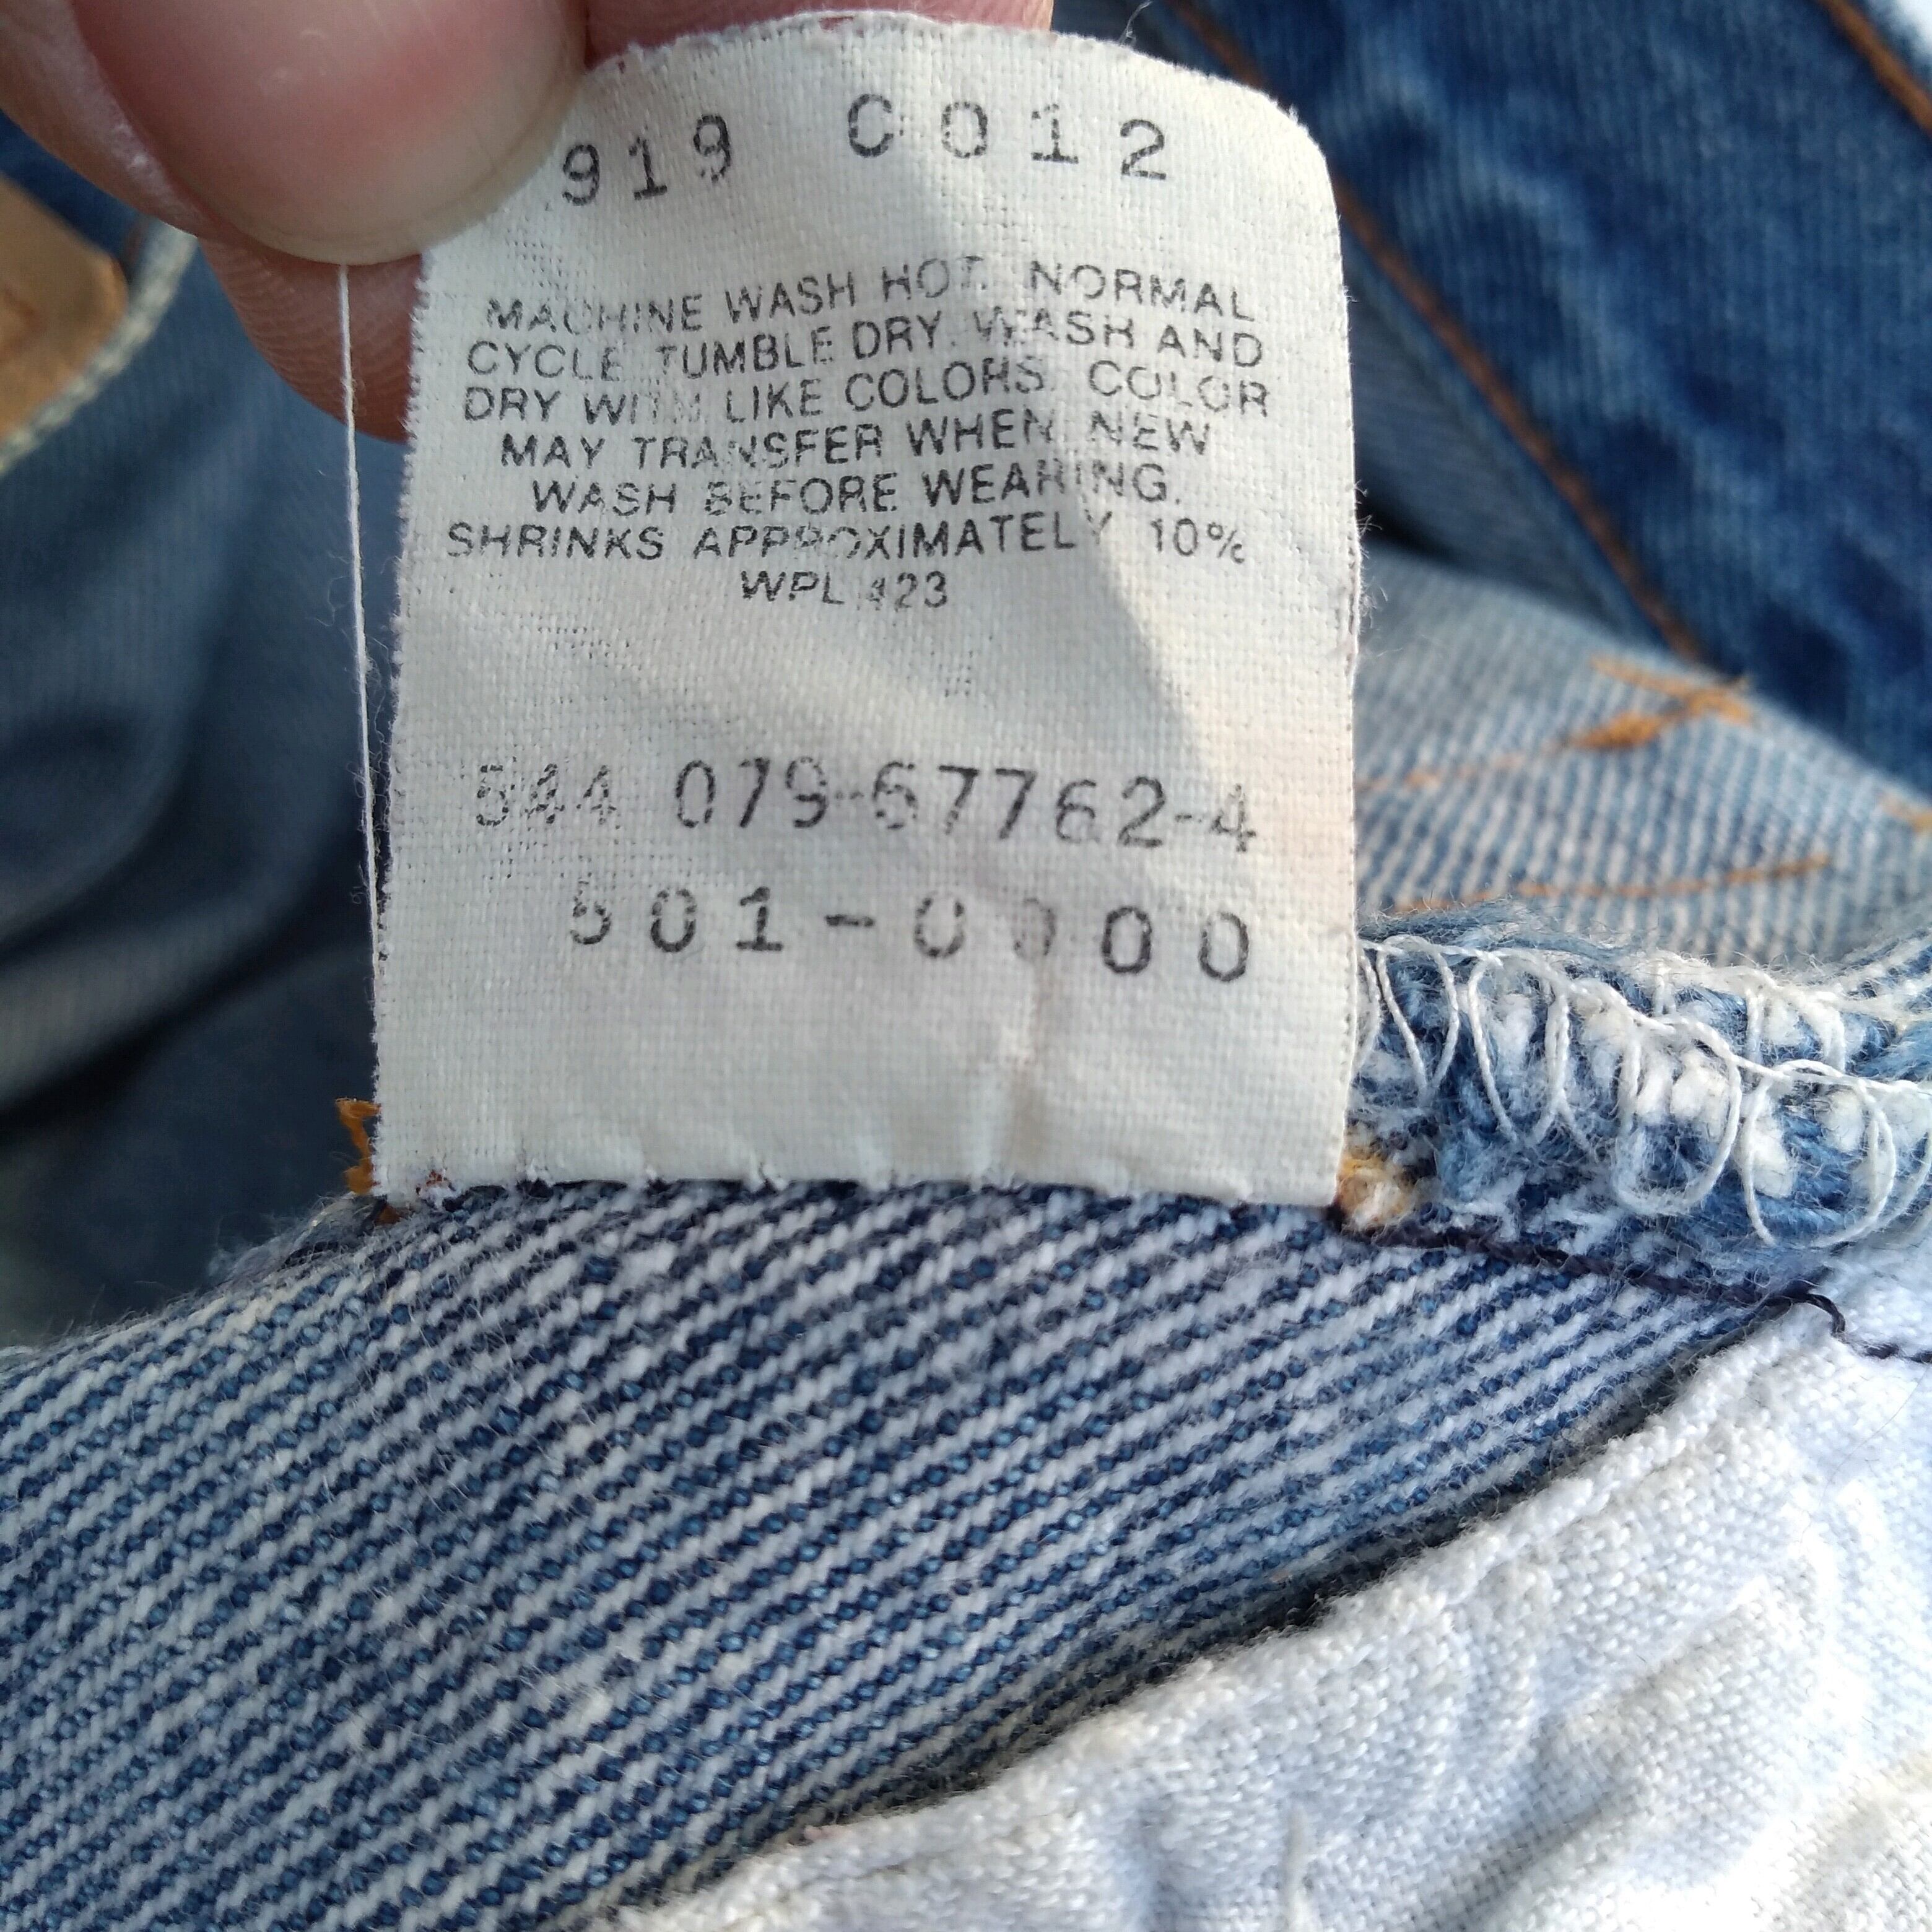 919 C012
MACHINE WASH HOT. NORMAL
CYCLE. TUMBLE DRY. WASH AND
DRY WITH LIKE COLORS. COLOR
MAY TRANSFER WHEN NEW
WASH BEFORE WEARING.
SHRINKS APPROXIMATELY 10%
WPL 423
544 079-67762-4
501-0000